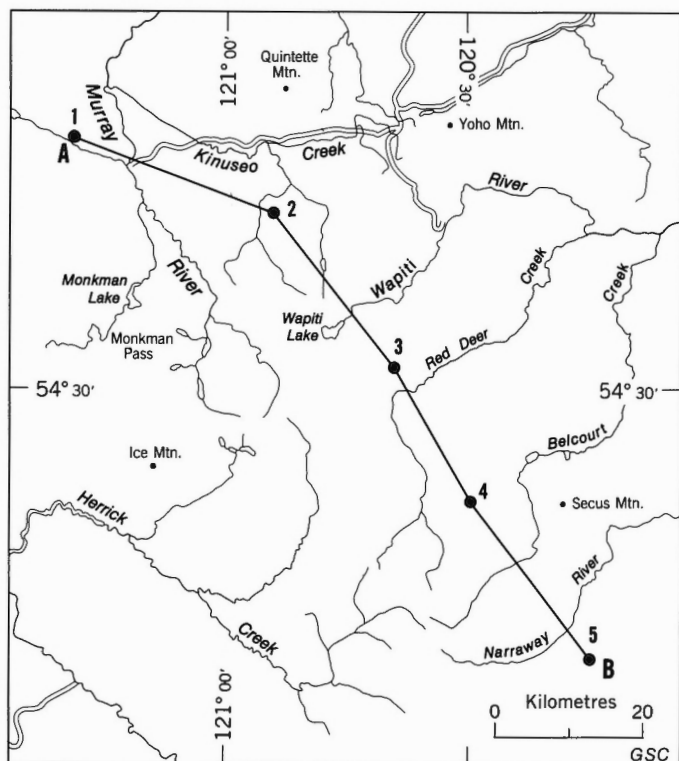 121° 00′
120° 30′
Quintette
Mtn.
Murray
1
A
Yoho Mtn.
Kinuseo
Creek
River
2
River
Wapiti
Creek
Creek
Monkman
Lake
Wapiti
Lake
Monkman
Pass
3
Red Deer
54° 30′
54° 30′
Ice Mtn.
Belcourt
4
Secus Mtn.
Herrick
River
Creek
Narraway
5
B
121° 00′
Kilometres
0
20
GSC